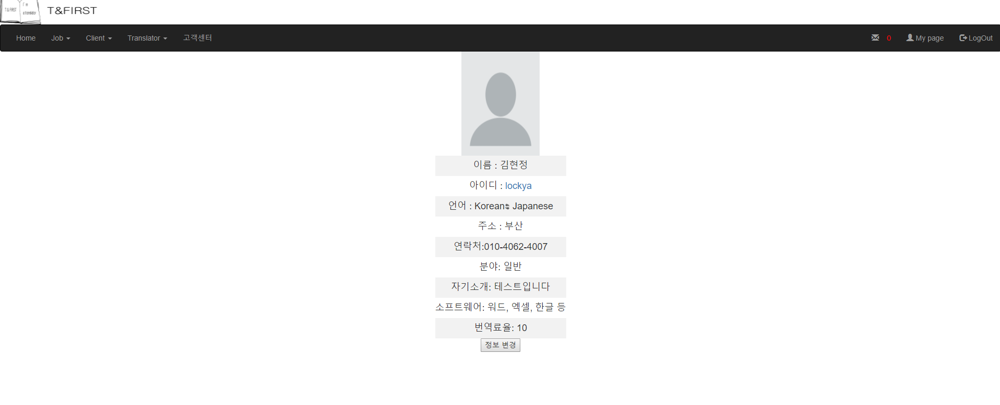 T & FIRST
I' m
a translator
T&FIRST
Home Job Client Translator 고객센터 0 My page LogOut
이름 : 김현정
아이디 : lockya
언어 : Korean Japanese
주소 : 부산
연락처:010-4062-4007
분야: 일반
자기소개: 테스트입니다
소프트웨어: 워드, 엑셀, 한글 등
번역료율: 10
정보 변경